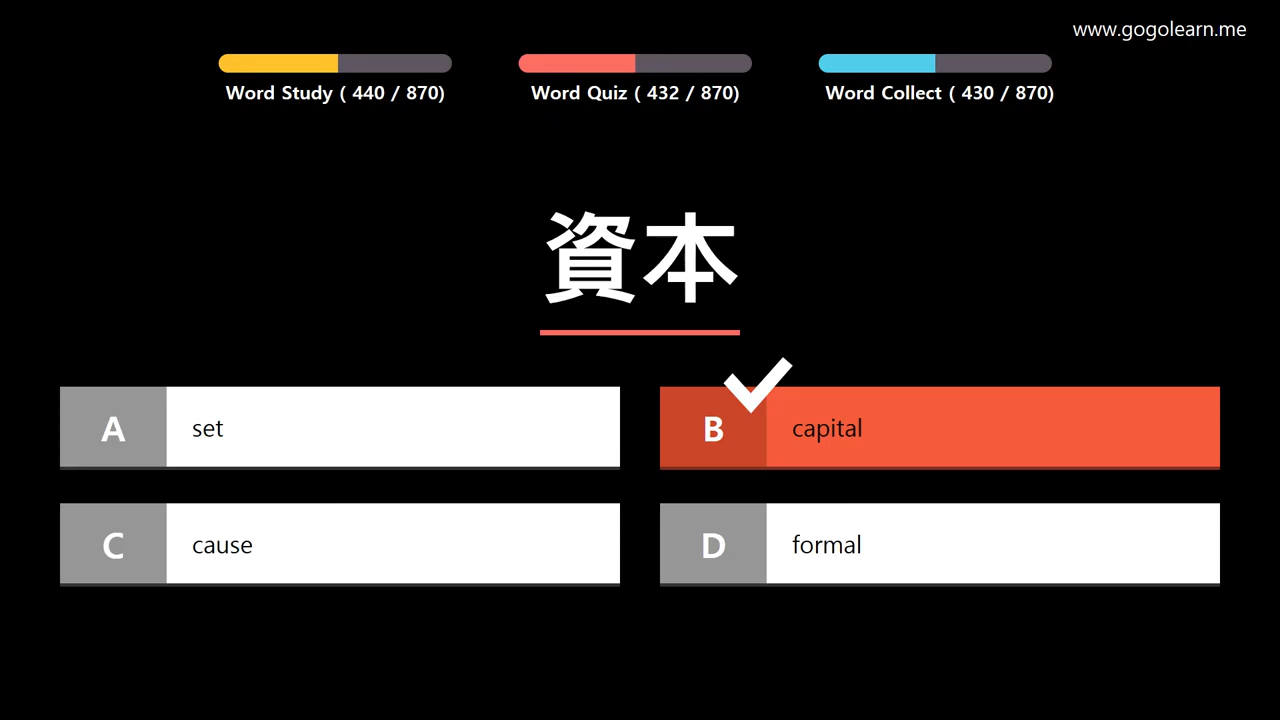 www.gogolearn.me
Word Study ( 440 / 870)
Word Quiz ( 432 / 870)
Word Collect ( 430 / 870)
資本
A
set
B
capital
C
cause
D
formal